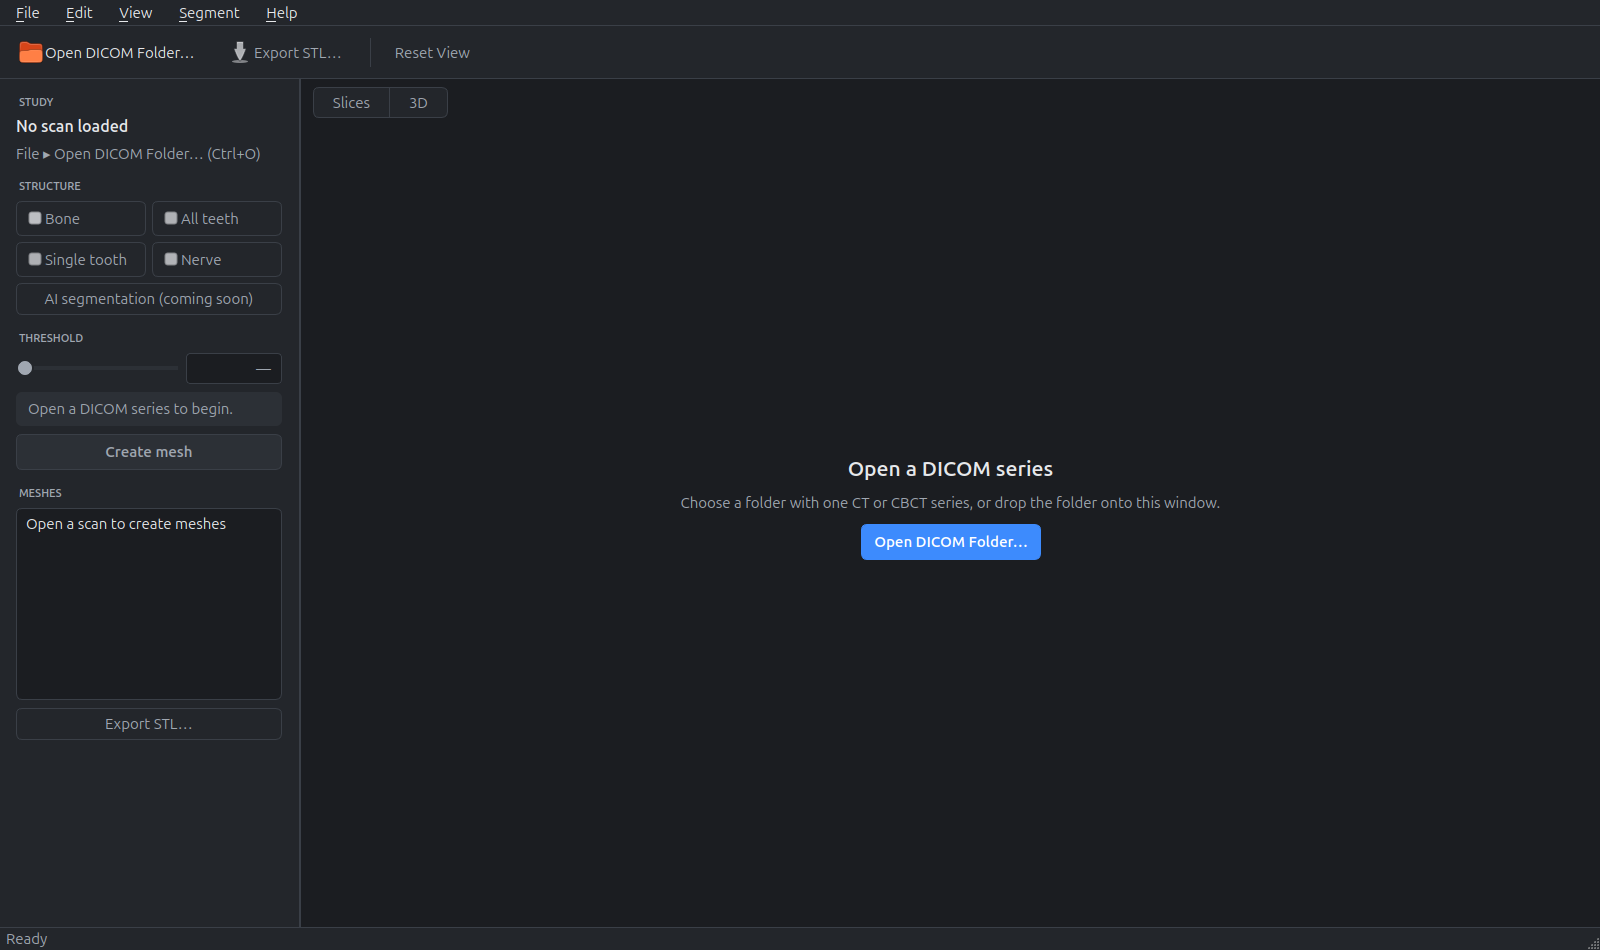 File Edit View Segment Help
Open DICOM Folder... Export STL... Reset View
STUDY
No scan loaded
File ▸ Open DICOM Folder... (Ctrl+O)
STRUCTURE
Bone All teeth
Single tooth Nerve
AI segmentation (coming soon)
THRESHOLD
—
Open a DICOM series to begin.
Create mesh
MESHES
Open a scan to create meshes
Export STL...
Slices 3D
Open a DICOM series
Choose a folder with one CT or CBCT series, or drop the folder onto this window.
Open DICOM Folder...
Ready